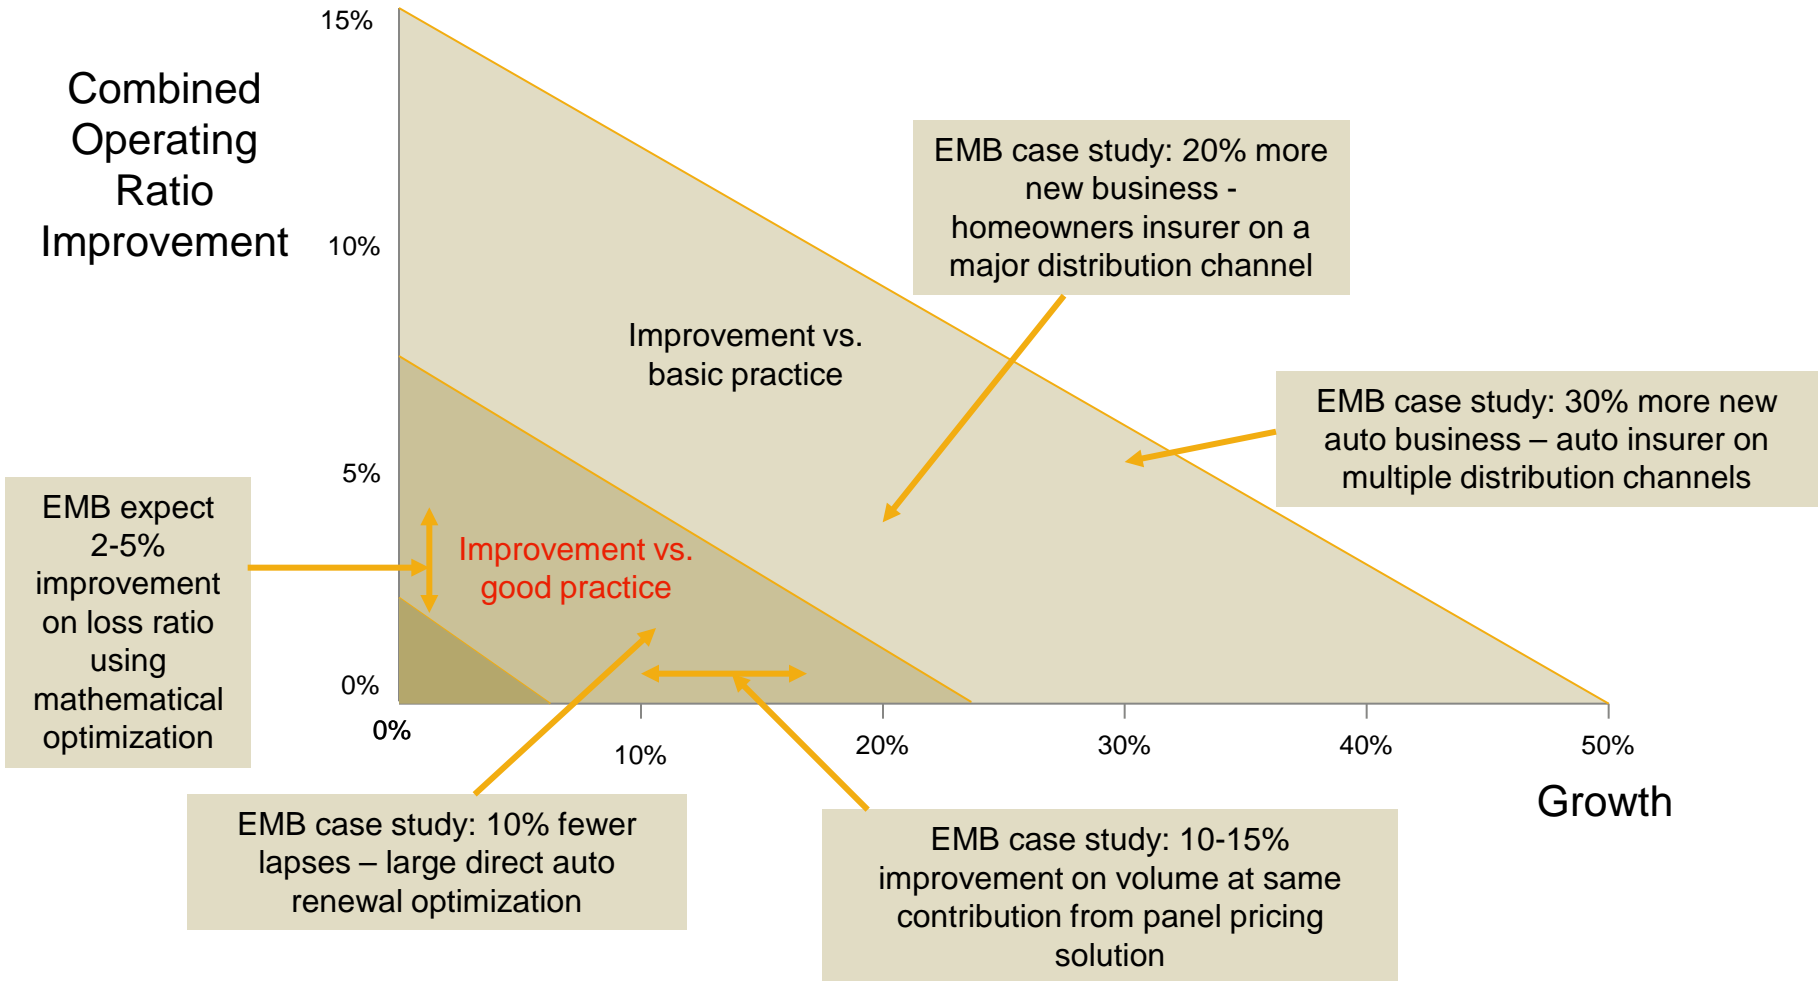 15%
Combined
Operating
Ratio
Improvement
10%
5%
0%
EMB case study: 20% more
new business -
homeowners insurer on a
major distribution channel
Improvement vs.
basic practice
EMB case study: 30% more new
auto business – auto insurer on
multiple distribution channels
EMB expect
2-5%
improvement
on loss ratio
using
mathematical
optimization
Improvement vs.
good practice
0%
10%
20%
30%
40%
50%
Growth
EMB case study: 10% fewer
lapses – large direct auto
renewal optimization
EMB case study: 10-15%
improvement on volume at same
contribution from panel pricing
solution